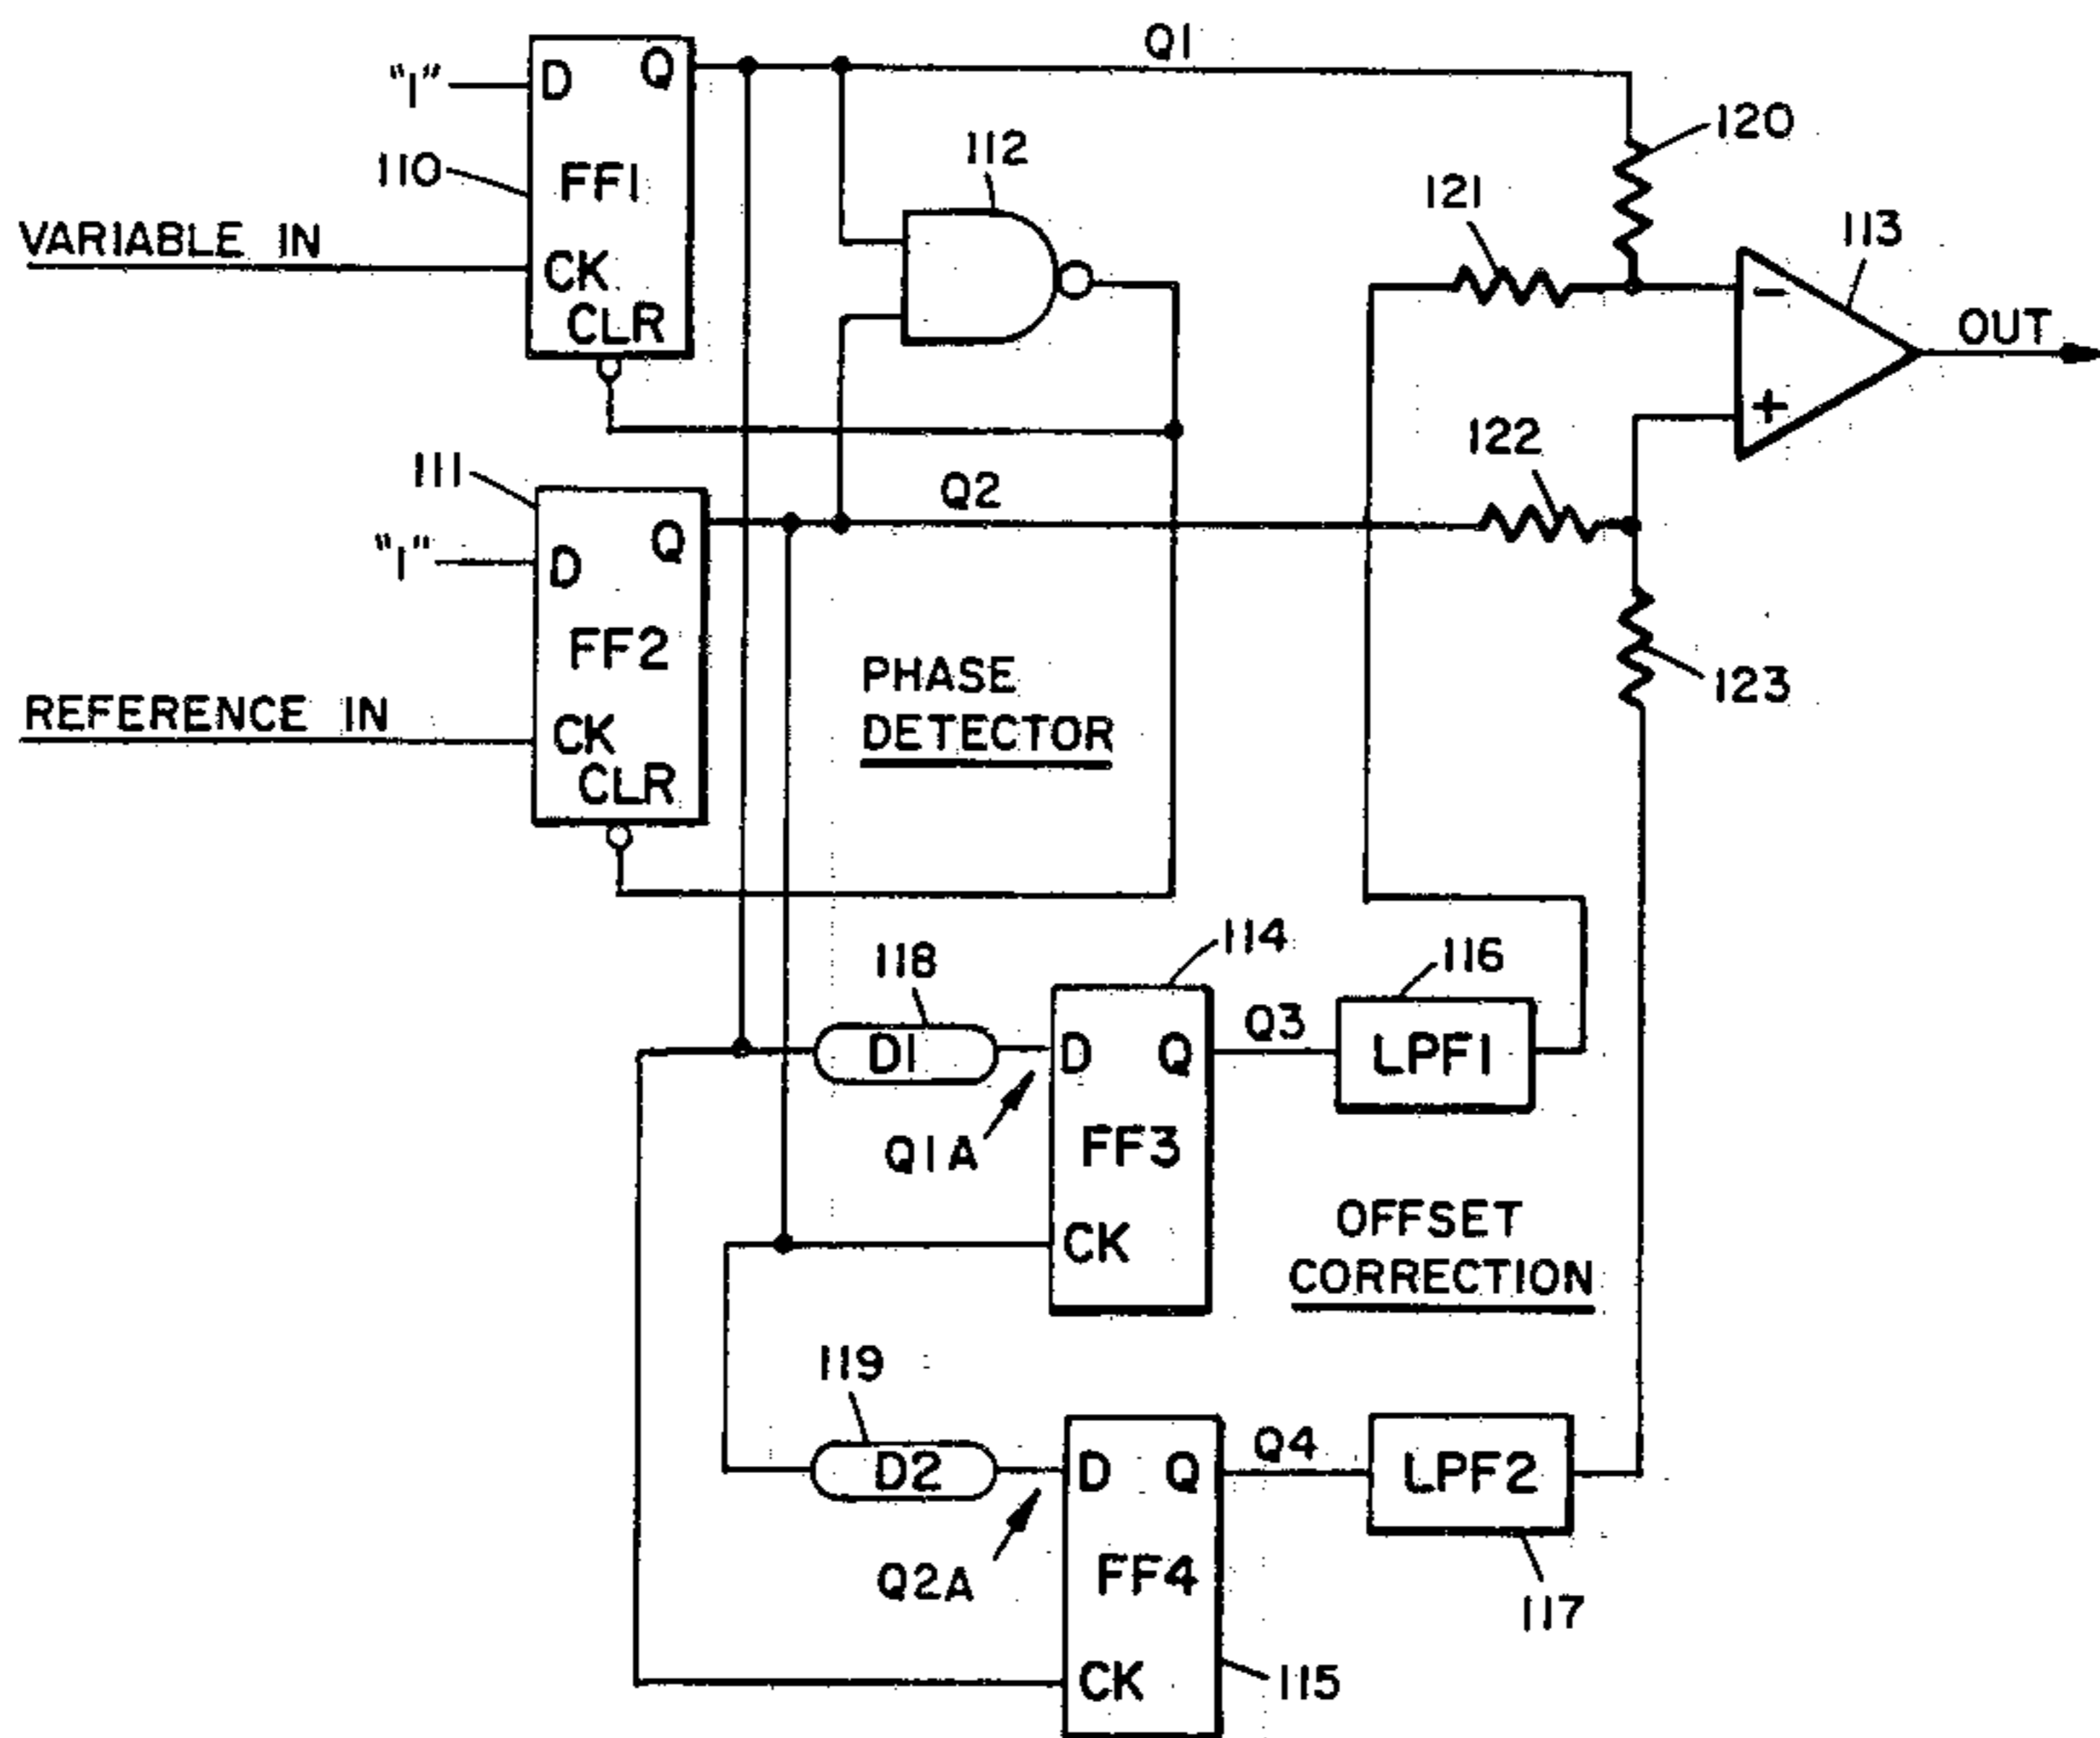 Q1
"1"
D
Q
120
112
110
FF1
121
113
VARIABLE IN
CK
CLR
-
OUT
+
111
Q2
122
"1"
D
Q
FF2
PHASE
DETECTOR
123
REFERENCE IN
CK
CLR
118
114
116
D1
D
Q
Q3
LPF1
Q1A
FF3
OFFSET
CORRECTION
CK
119
D2
D
Q
Q4
LPF2
Q2A
FF4
117
CK
115